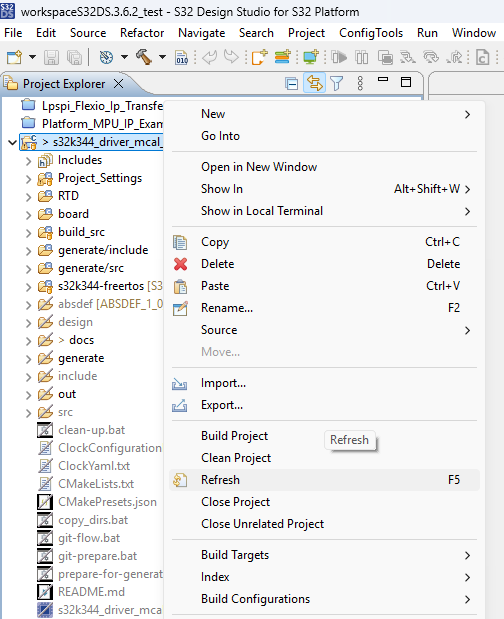 workspaceS32DS.3.6.2_test - S32 Design Studio for S32 Platform
File Edit Source Refactor Navigate Search Project ConfigTools Run Window
Project Explorer
Lpspi_Flexio_Ip_Transfe
Platform_MPU_IP_Exam
> s32k344_driver_mcal_
Includes
Project_Settings
RTD
board
build_src
generate/include
generate/src
s32k344-freertos [S3
absdef [ABSDEF_1_0
design
> docs
generate
include
out
src
clean-up.bat
ClockConfiguration
ClockYaml.txt
CMakeLists.txt
CMakePresets.json
copy_dirs.bat
git-flow.bat
git-prepare.bat
prepare-for-generat
README.md
s32k344_driver_mca
New
Go Into
Open in New Window
Show In Alt+Shift+W
Show in Local Terminal
Copy Ctrl+C
Delete Delete
Paste Ctrl+V
Rename... F2
Source
Move...
Import...
Export...
Build Project
Refresh
Clean Project
Refresh F5
Close Project
Close Unrelated Project
Build Targets
Index
Build Configurations